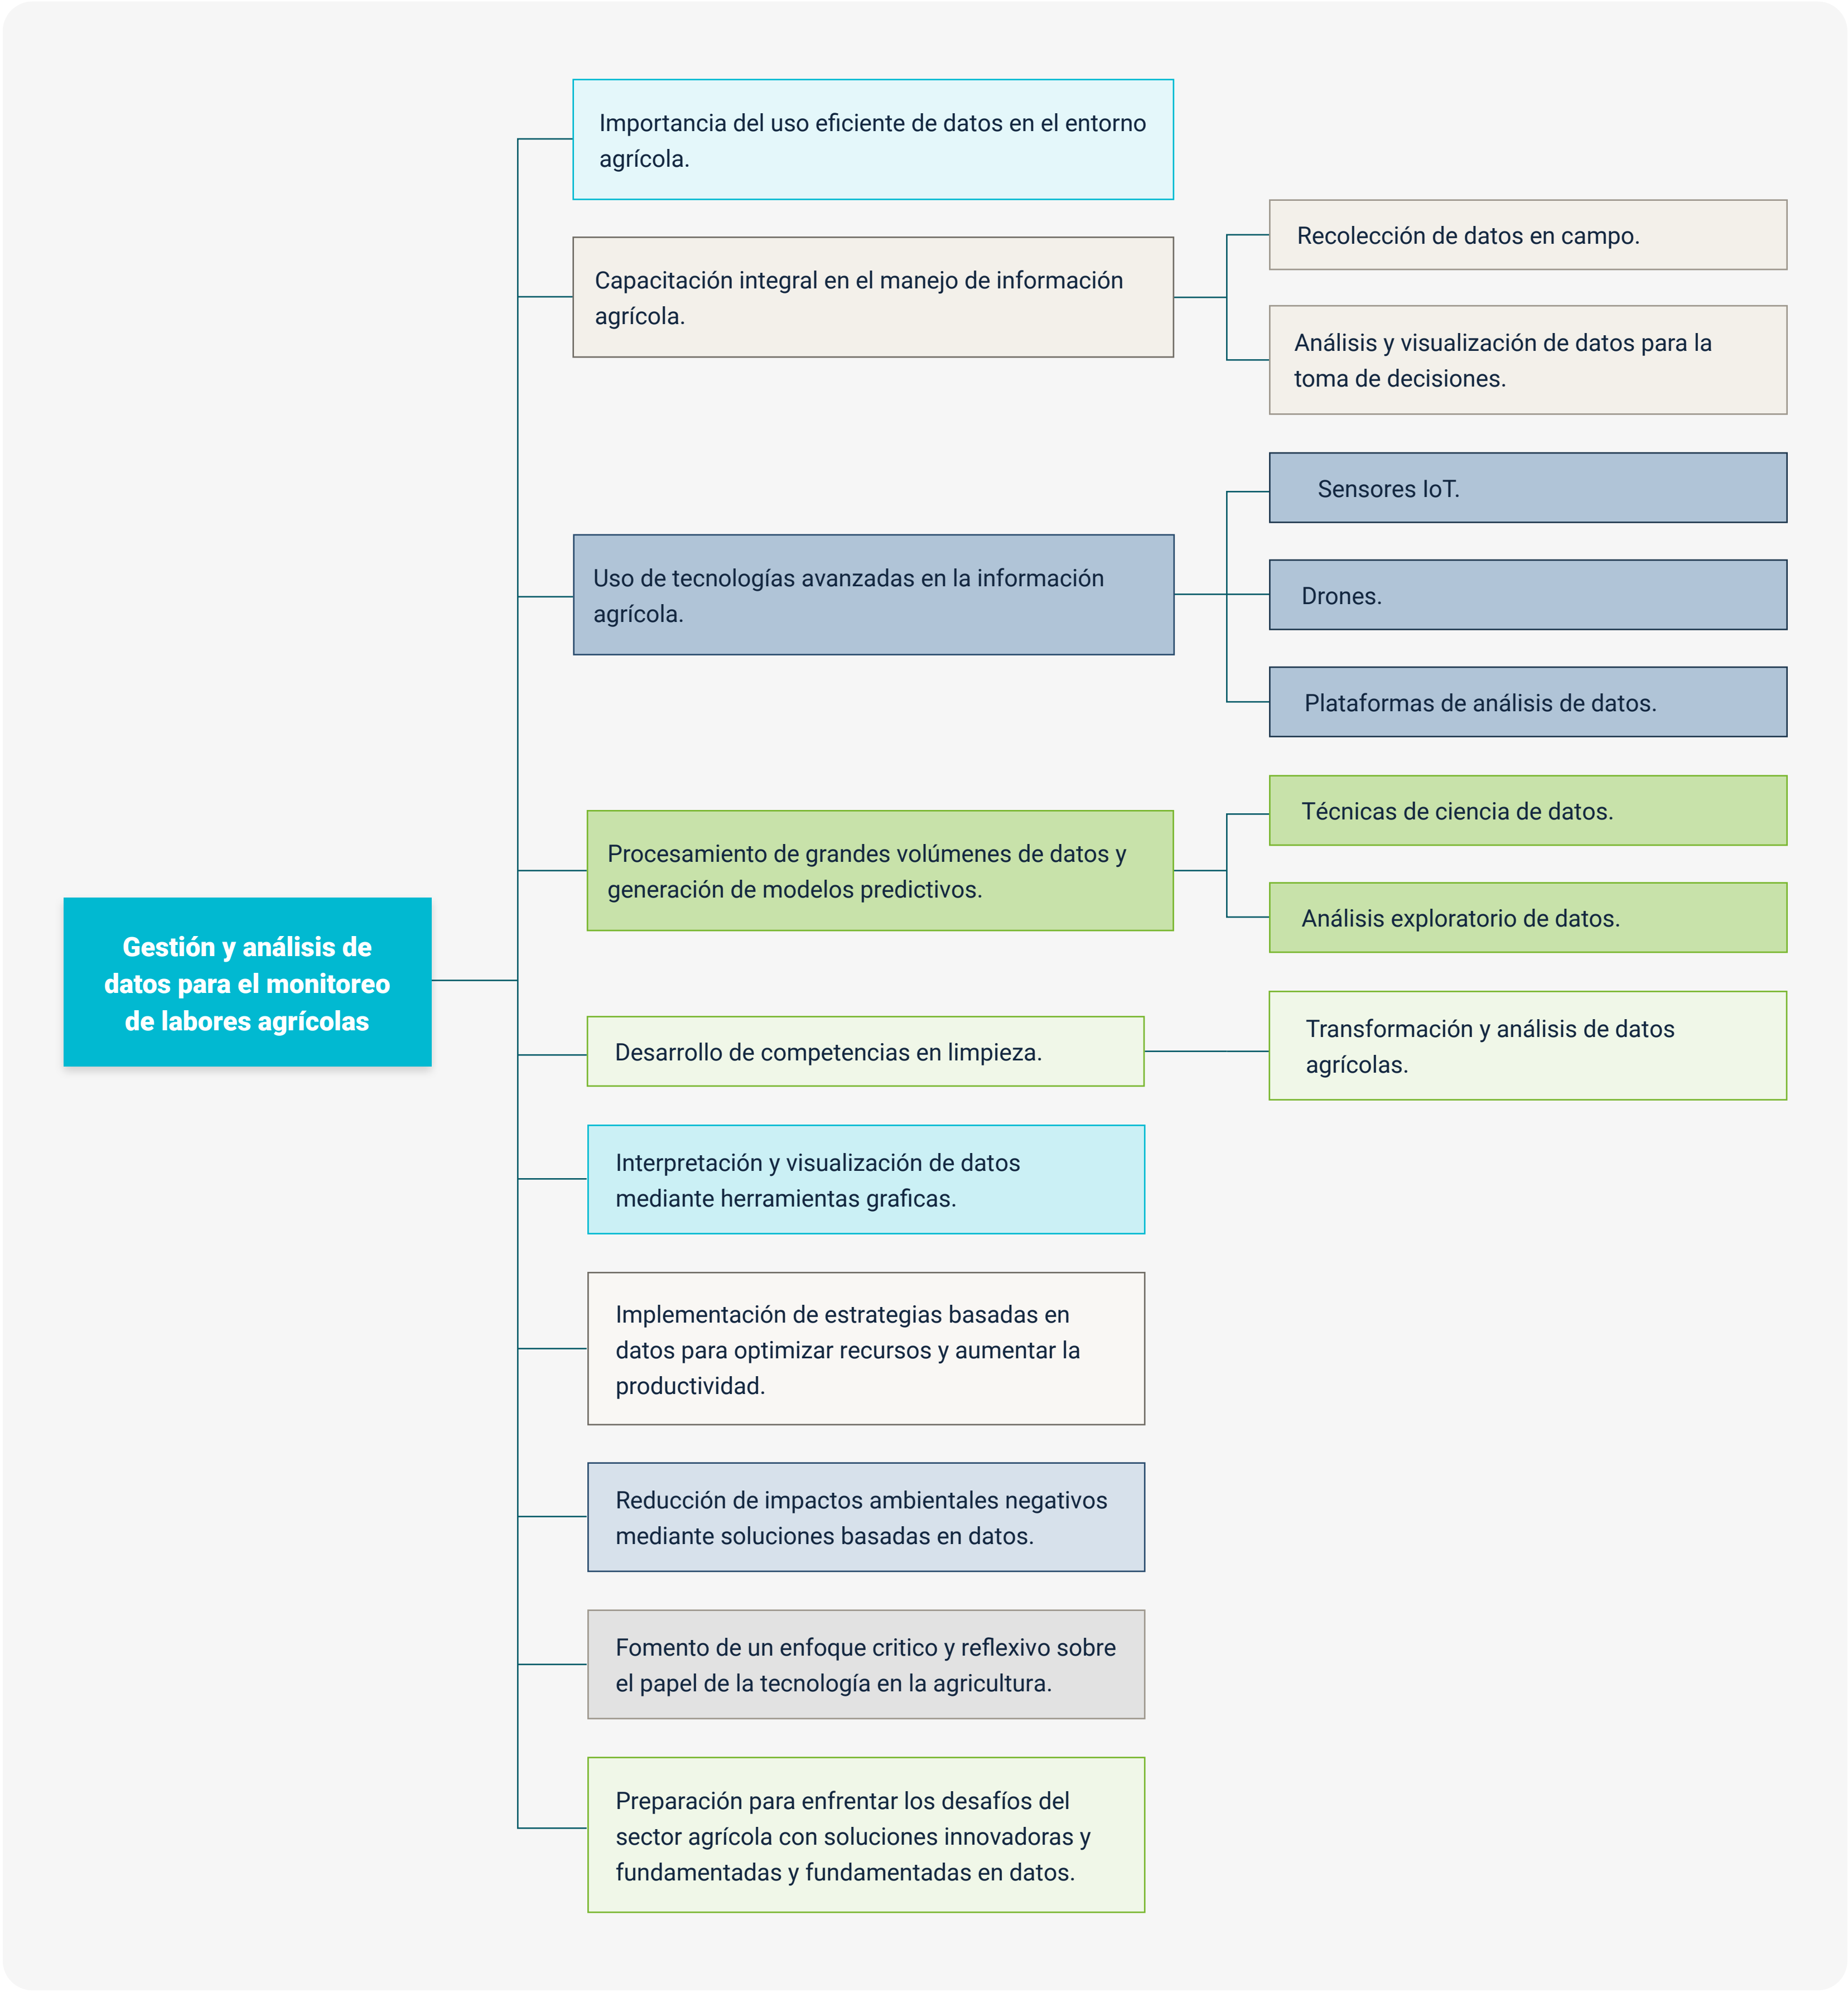 Importancia del uso eficiente de datos en el entorno
agrícola.
Capacitación integral en el manejo de información
agrícola.
Recolección de datos en campo.
Análisis y visualización de datos para la
toma de decisiones.
Uso de tecnologías avanzadas en la información
agrícola.
Sensores IoT.
Drones.
Plataformas de análisis de datos.
Procesamiento de grandes volúmenes de datos y
generación de modelos predictivos.
Técnicas de ciencia de datos.
Análisis exploratorio de datos.
Gestión y análisis de
datos para el monitoreo
de labores agrícolas
Desarrollo de competencias en limpieza.
Transformación y análisis de datos
agrícolas.
Interpretación y visualización de datos
mediante herramientas graficas.
Implementación de estrategias basadas en
datos para optimizar recursos y aumentar la
productividad.
Reducción de impactos ambientales negativos
mediante soluciones basadas en datos.
Fomento de un enfoque critico y reflexivo sobre
el papel de la tecnología en la agricultura.
Preparación para enfrentar los desafíos del
sector agrícola con soluciones innovadoras y
fundamentadas y fundamentadas en datos.